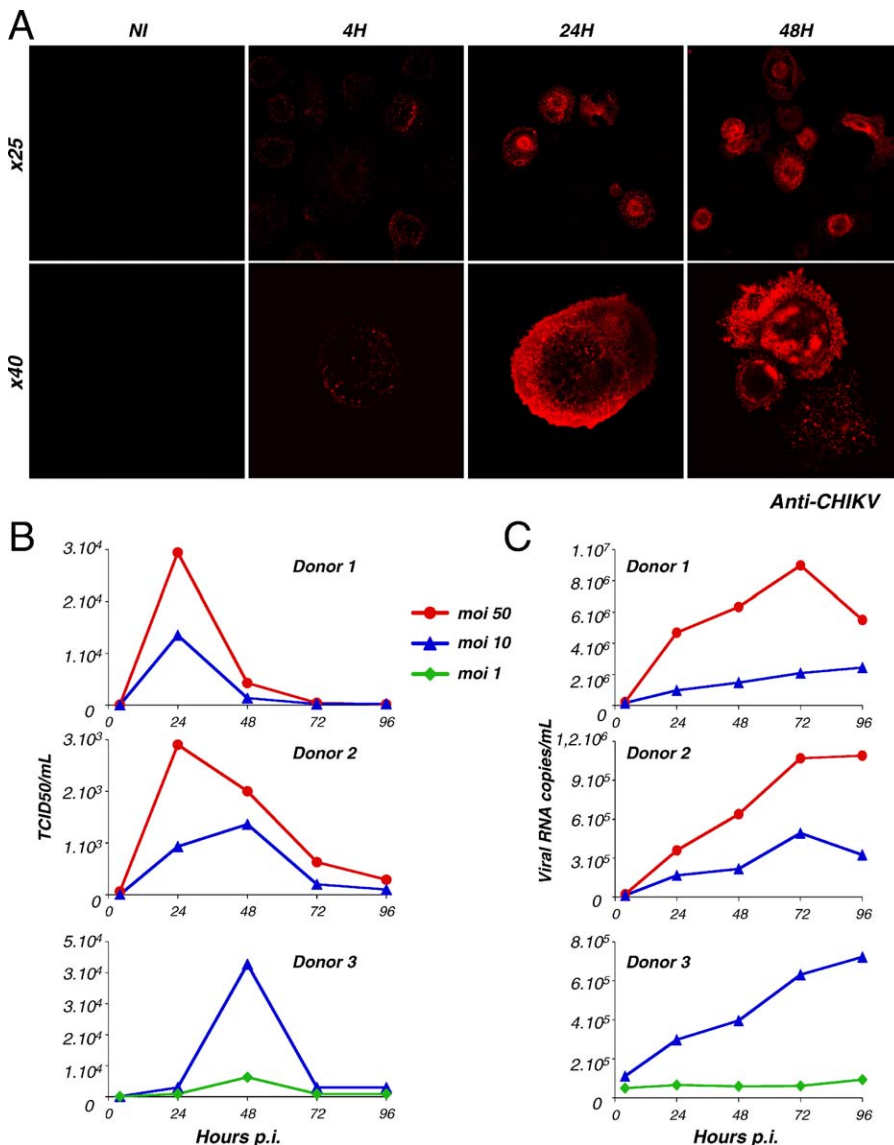 A
NI 4H 24H 48H
x25
x40
Anti-CHIKV
B
TCID50/mL
Donor 1
3.10⁴
2.10⁴
1.10⁴
0
0 24 48 72 96
Donor 2
3.10³
2.10³
1.10³
0
0 24 48 72 96
Donor 3
5.10⁴
4.10⁴
3.10⁴
2.10⁴
1.10⁴
0
0 24 48 72 96
Hours p.i.
moi 50
moi 10
moi 1
C
Viral RNA copies/mL
Donor 1
1.10⁷
8.10⁶
6.10⁶
4.10⁶
2.10⁶
0
0 24 48 72 96
Donor 2
1,2.10⁶
9.10⁵
6.10⁵
3.10⁵
0
0 24 48 72 96
Donor 3
8.10⁵
6.10⁵
4.10⁵
2.10⁵
0
0 24 48 72 96
Hours p.i.